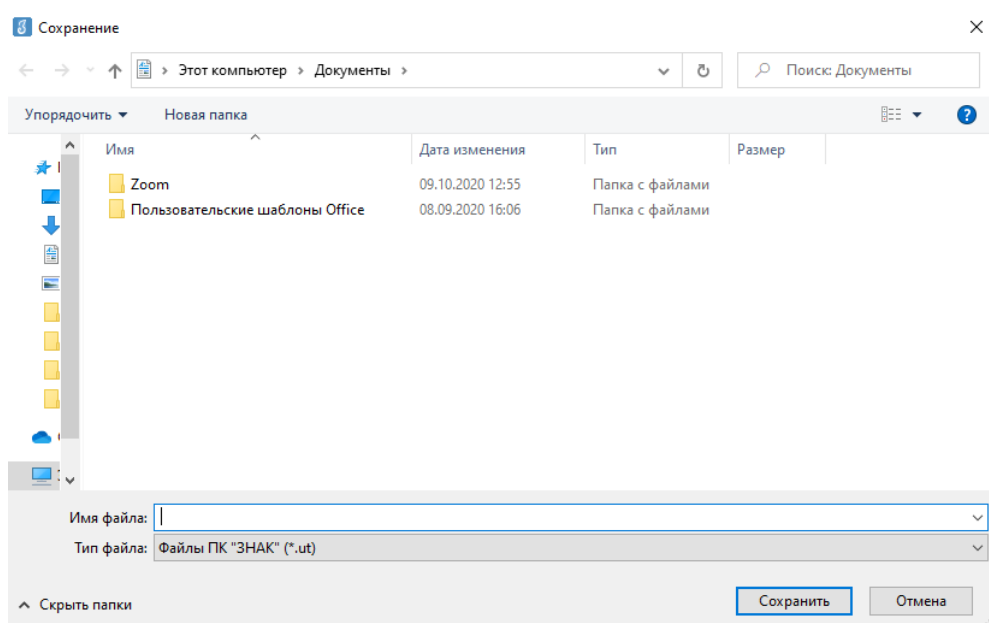 Сохранение
Этот компьютер > Документы >
Поиск: Документы
Упорядочить
Новая папка
Имя Дата изменения Тип Размер
Zoom 09.10.2020 12:55 Папка с файлами
Пользовательские шаблоны Office 08.09.2020 16:06 Папка с файлами
Имя файла:
Тип файла: Файлы ПК "ЗНАК" (*.ut)
Скрыть папки
Сохранить
Отмена